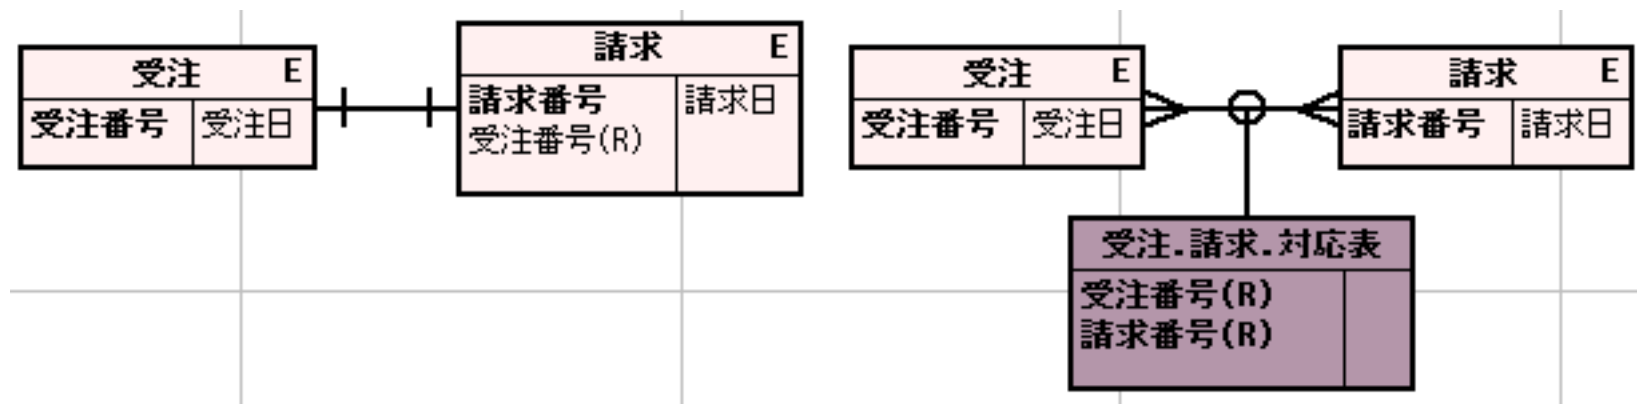 受注 E
受注番号 受注日
請求 E
請求番号 請求日
受注番号(R)
受注 E
受注番号 受注日
請求 E
請求番号 請求日
受注.請求.対応表
受注番号(R)
請求番号(R)